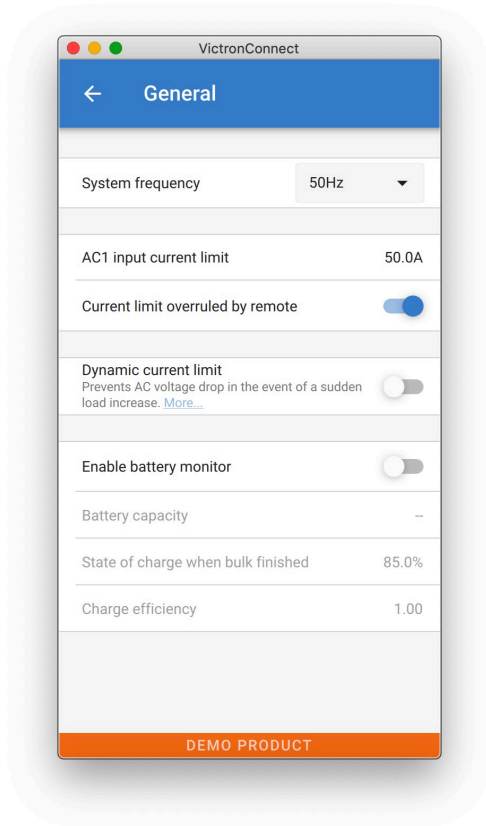 VictronConnect
General
System frequency 50Hz
AC1 input current limit 50.0A
Current limit overruled by remote
Dynamic current limit
Prevents AC voltage drop in the event of a sudden
load increase. More...
Enable battery monitor
Battery capacity --
State of charge when bulk finished 85.0%
Charge efficiency 1.00
DEMO PRODUCT